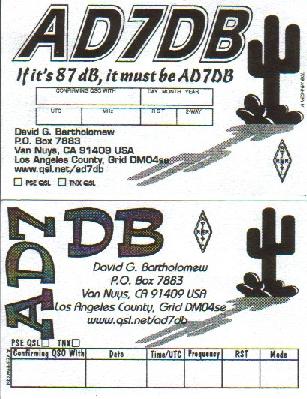 AD7DB
If it's 87 dB, it must be AD7DB
CONFIRMING QSO WITH DAY MONTH YEAR
UTC MHz RST 2-WAY
David G. Bartholomew
P.O. Box 7883
Van Nuys, CA 91409 USA
Los Angeles County, Grid DM04se
www.qsl.net/ad7db
PSE QSL TNX QSL
AD7DB
David G. Bartholomew
P.O. Box 7883
Van Nuys, CA 91409 USA
Los Angeles County, Grid DM04se
www.qsl.net/ad7db
PSE QSL TNX
Confirming QSO With Date Time/UTC Frequency RST Mode